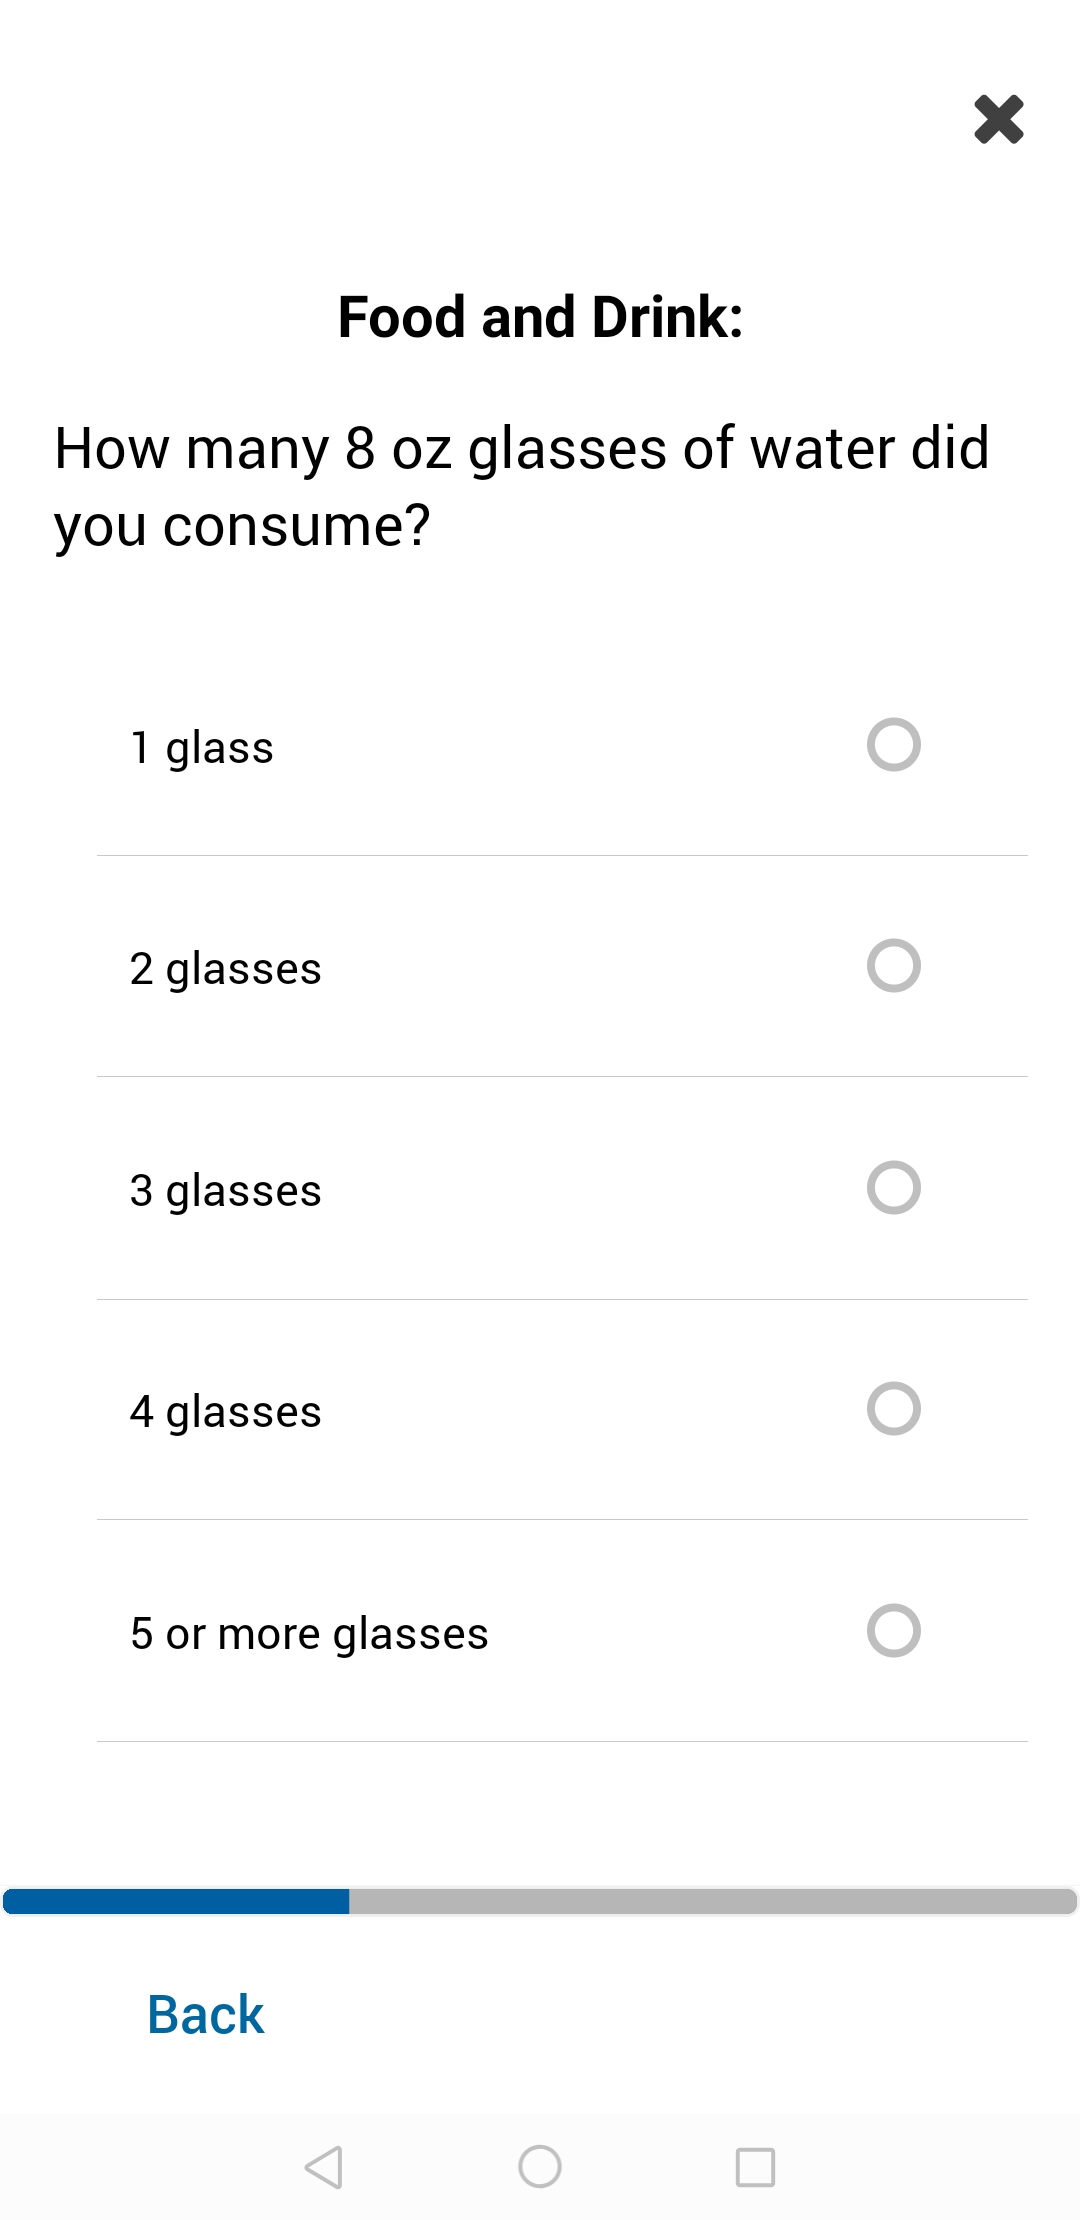 Food and Drink:
How many 8 oz glasses of water did
you consume?
1 glass
2 glasses
3 glasses
4 glasses
5 or more glasses
Back